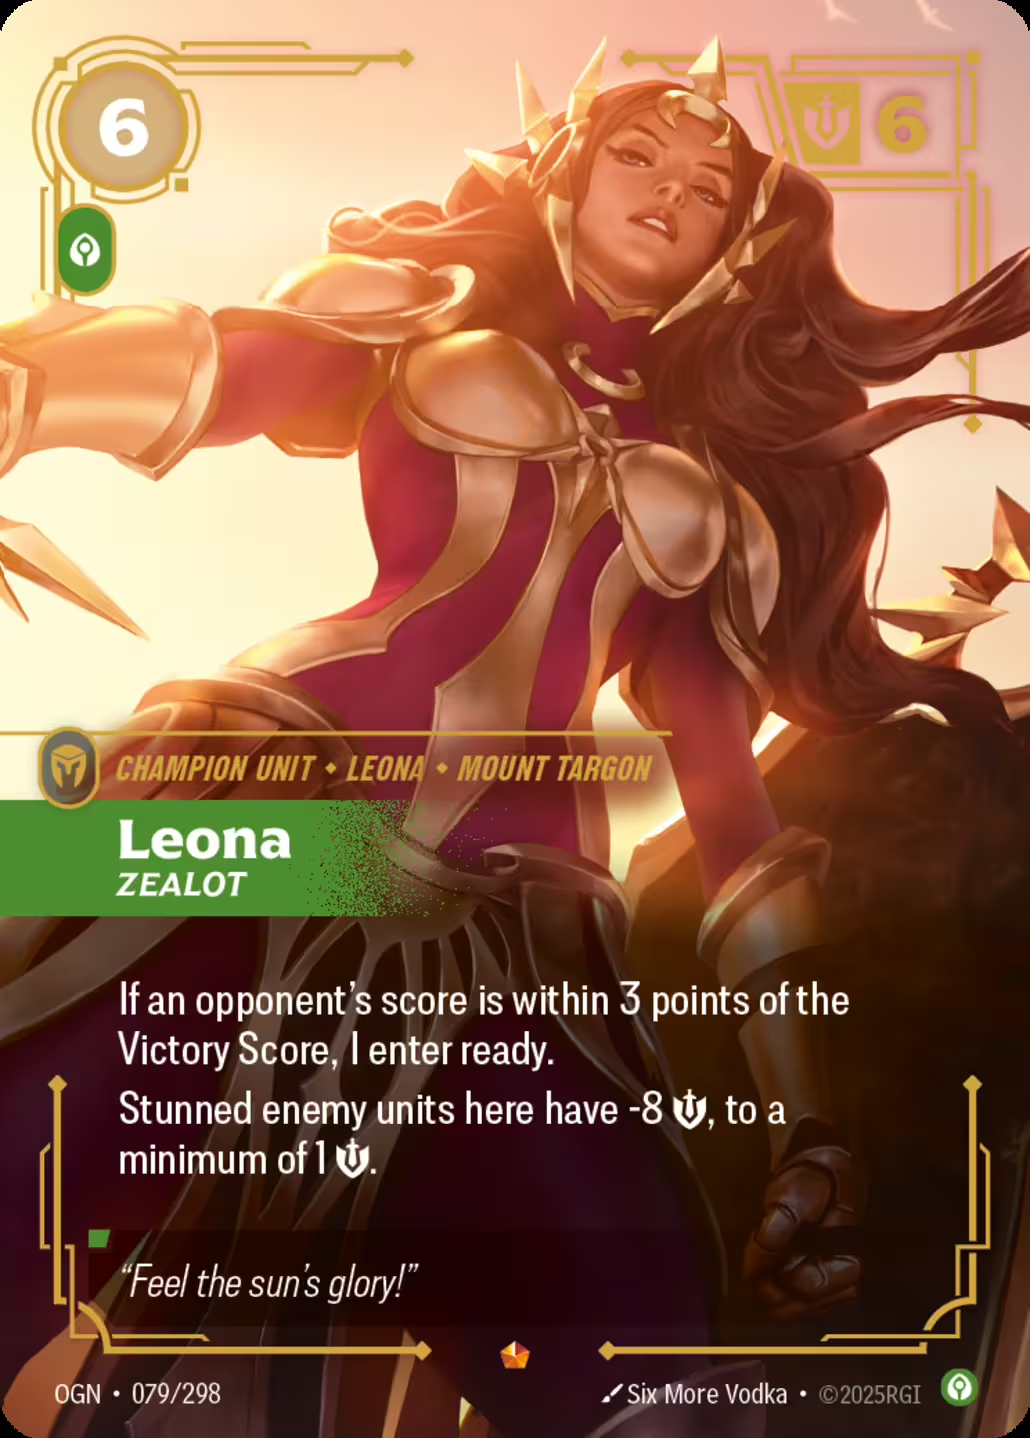 6
6
CHAMPION UNIT • LEONA • MOUNT TARGON
Leona
ZEALOT
If an opponent’s score is within 3 points of the
Victory Score, I enter ready.
Stunned enemy units here have -8 , to a
minimum of 1 .
“Feel the sun’s glory!”
OGN • 079/298
Six More Vodka • ©2025RGI